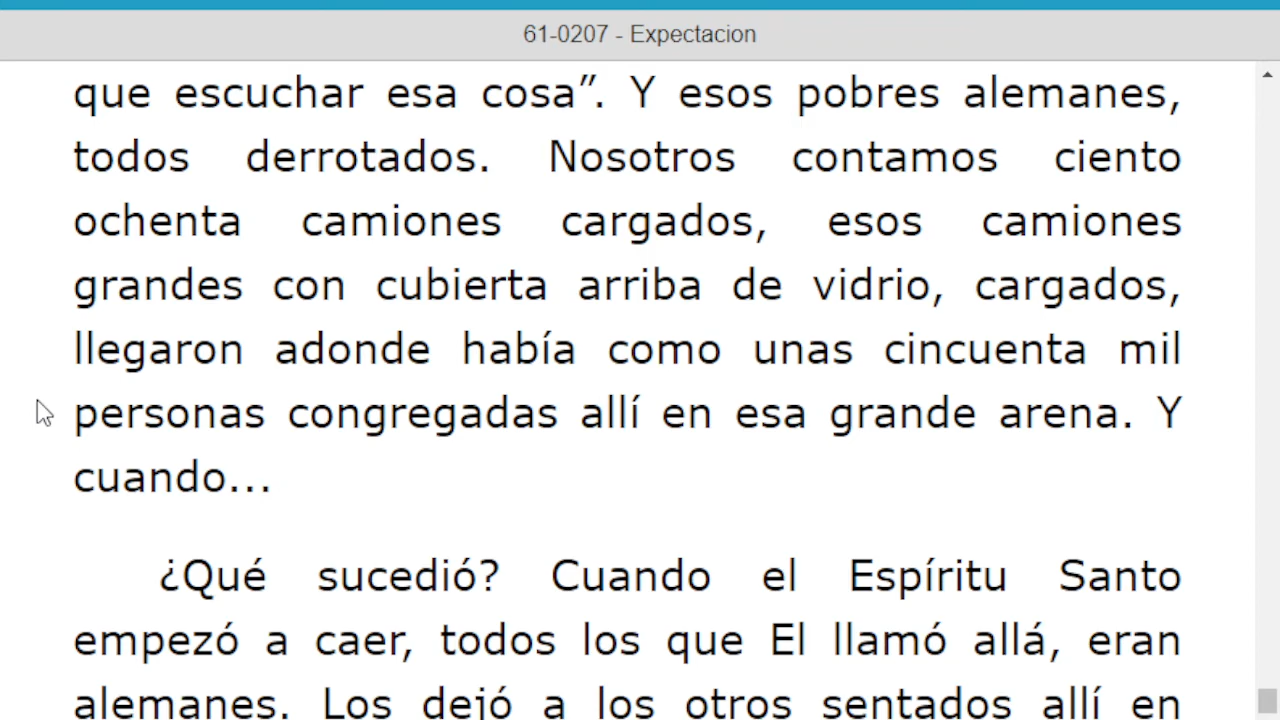 61-0207 - Expectacion
que escuchar esa cosa”. Y esos pobres alemanes,
todos derrotados. Nosotros contamos ciento
ochenta camiones cargados, esos camiones
grandes con cubierta arriba de vidrio, cargados,
llegaron adonde había como unas cincuenta mil
personas congregadas allí en esa grande arena. Y
cuando...
¿Qué sucedió? Cuando el Espíritu Santo
empezó a caer, todos los que El llamó allá, eran
alemanes. Los dejó a los otros sentados allí en